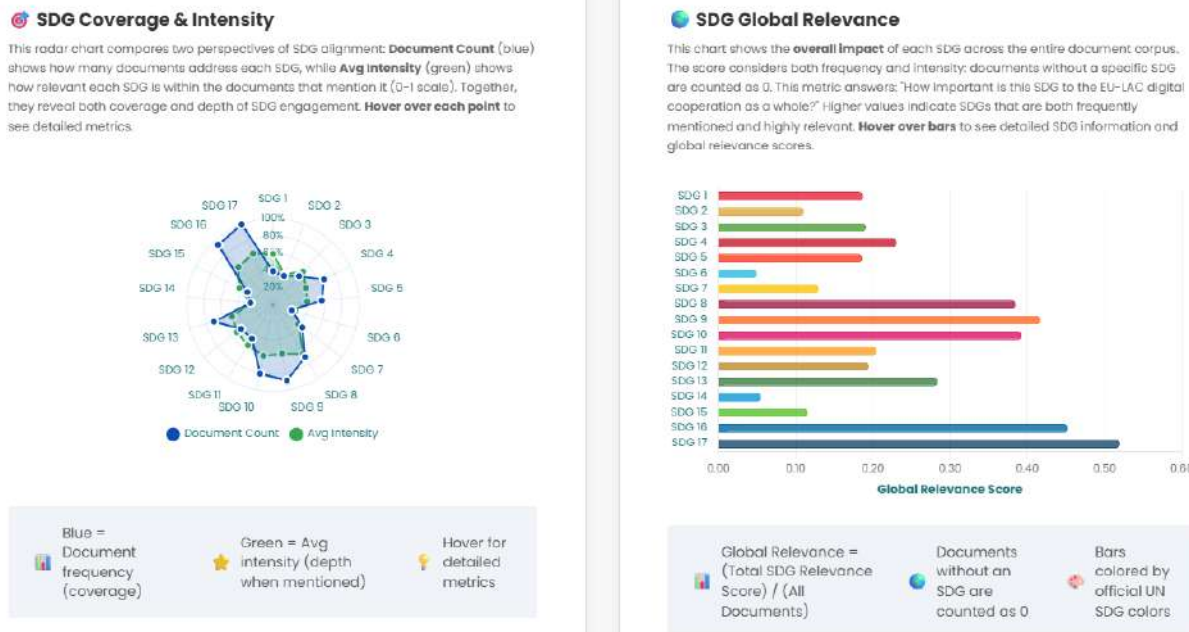 SDG Coverage & Intensity
This radar chart compares two perspectives of SDG alignment: Document Count (blue)
shows how many documents address each SDG, while Avg Intensity (green) shows
how relevant each SDG is within the documents that mention it (0-1 scale). Together,
they reveal both coverage and depth of SDG engagement. Hover over each point to
see detailed metrics.
SDG 1
SDG 2
SDG 3
SDG 4
SDG 5
SDG 6
SDG 7
SDG 8
SDG 9
SDG 10
SDG 11
SDG 12
SDG 13
SDG 14
SDG 15
SDG 16
SDG 17
100%
80%
20%
Document Count
Avg Intensity
Blue =
Document
frequency
(coverage)
Green = Avg
intensity (depth
when mentioned)
Hover for
detailed
metrics
SDG Global Relevance
This chart shows the overall impact of each SDG across the entire document corpus.
The score considers both frequency and intensity: documents without a specific SDG
are counted as 0. This metric answers: "How important is this SDG to the EU-LAC digital
cooperation as a whole?" Higher values indicate SDGs that are both frequently
mentioned and highly relevant. Hover over bars to see detailed SDG information and
global relevance scores.
SDG 1
SDG 2
SDG 3
SDG 4
SDG 5
SDG 6
SDG 7
SDG 8
SDG 9
SDG 10
SDG 11
SDG 12
SDG 13
SDG 14
SDG 15
SDG 16
SDG 17
0.00
0.10
0.20
0.30
0.40
0.50
Global Relevance Score
Global Relevance =
(Total SDG Relevance
Score) / (All
Documents)
Documents
without an
SDG are
counted as 0
Bars
colored by
official UN
SDG colors